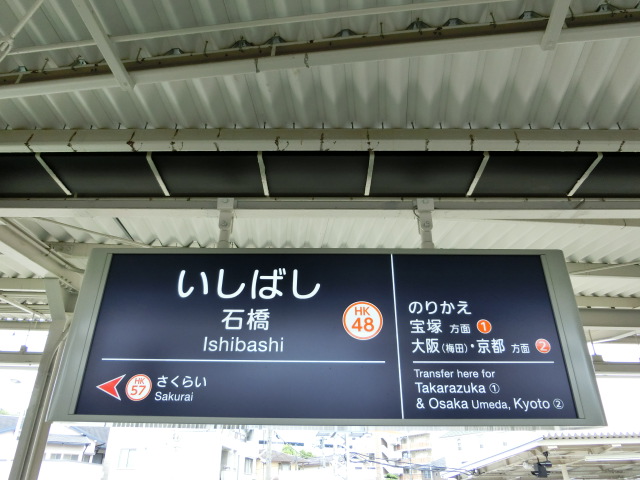 いしばし
石橋
Ishibashi
HK
48
HK
57
さくらい
Sakurai
のりかえ
宝塚 方面 1
大阪(梅田)・京都 方面 2
Transfer here for
Takarazuka ①
& Osaka Umeda, Kyoto ②